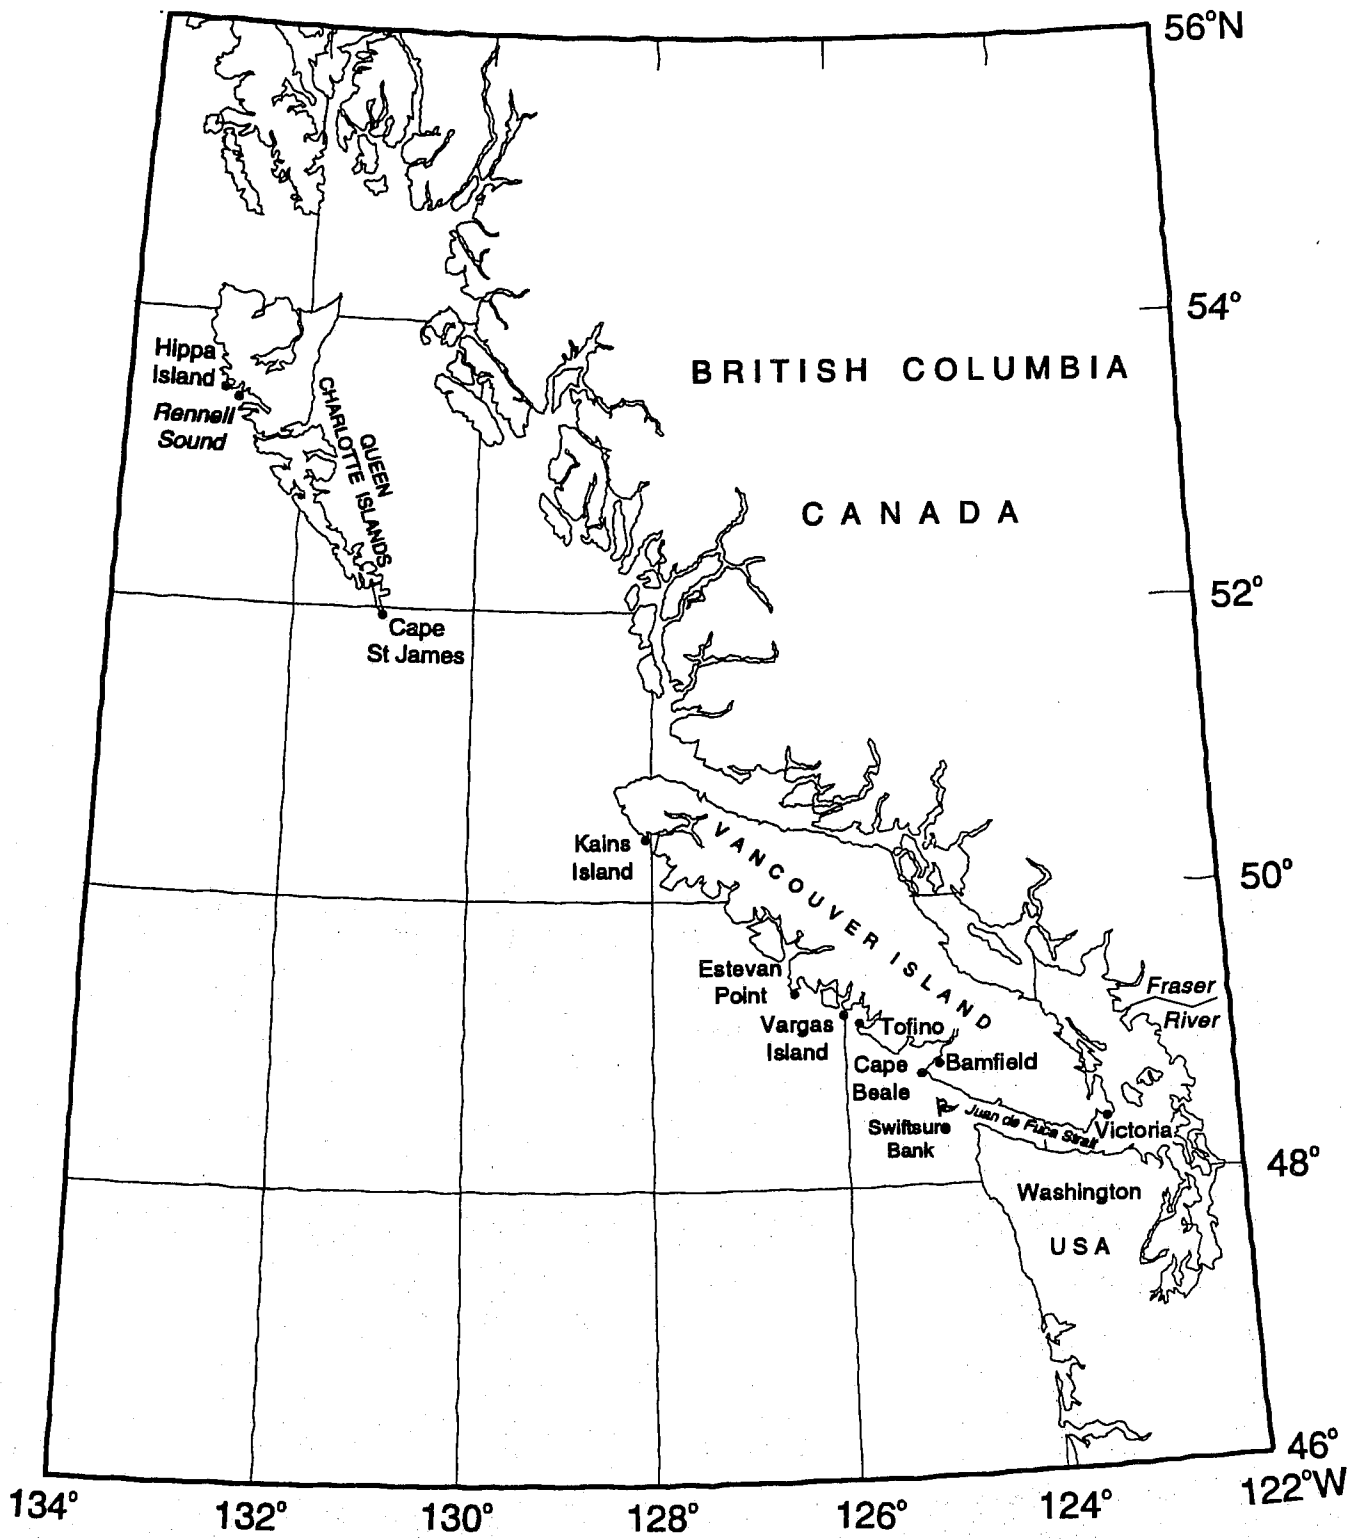 56°N
54°
Hippa
Island
BRITISH COLUMBIA
Rennell
Sound
QUEEN
CHARLOTTE ISLANDS
CANADA
52°
Cape
St James
Kains
Island
VANCOUVER ISLAND
50°
Estevan
Point
Fraser
River
Vargas
Island
Tofino
Cape
Beale
Bamfield
Juan de Fuca Strait
Swiftsure
Bank
Victoria
48°
Washington
USA
46°
134°
132°
130°
128°
126°
124°
122°W